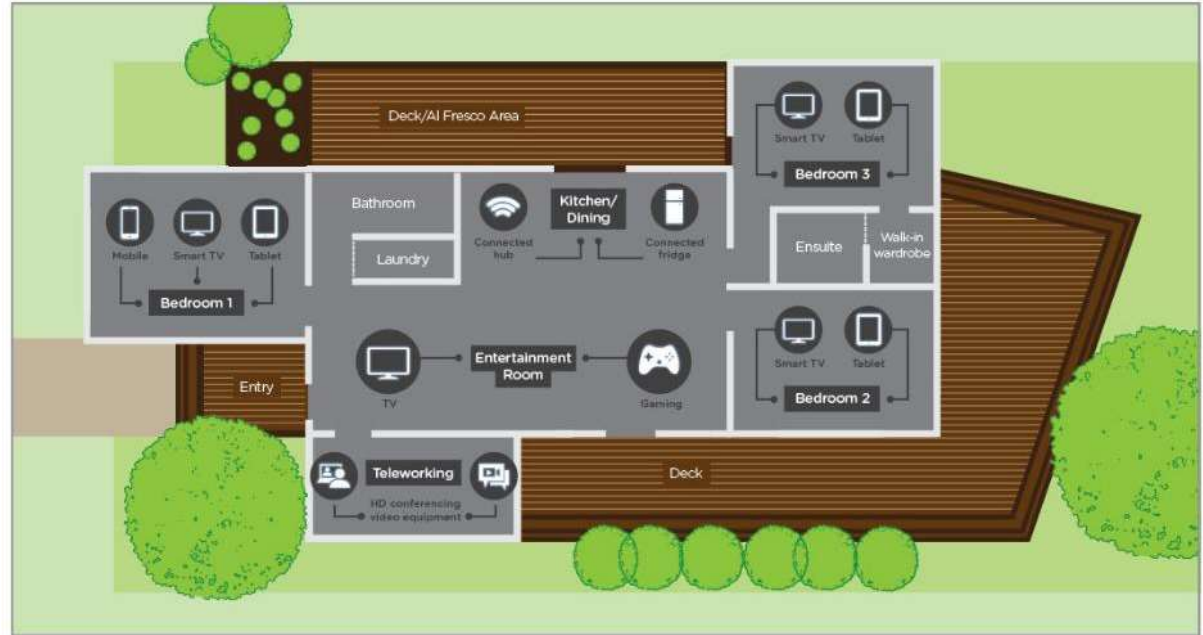 Deck/Al Fresco Area
Smart TV
Tablet
Bedroom 3
Bathroom
Laundry
Kitchen/
Dining
Connected
hub
Connected
fridge
Ensuite
Walk-in
wardrobe
Mobile
Smart TV
Tablet
Bedroom 1
Smart TV
Tablet
Bedroom 2
Entry
TV
Entertainment
Room
Gaming
Teleworking
HD conferencing
video equipment
Deck